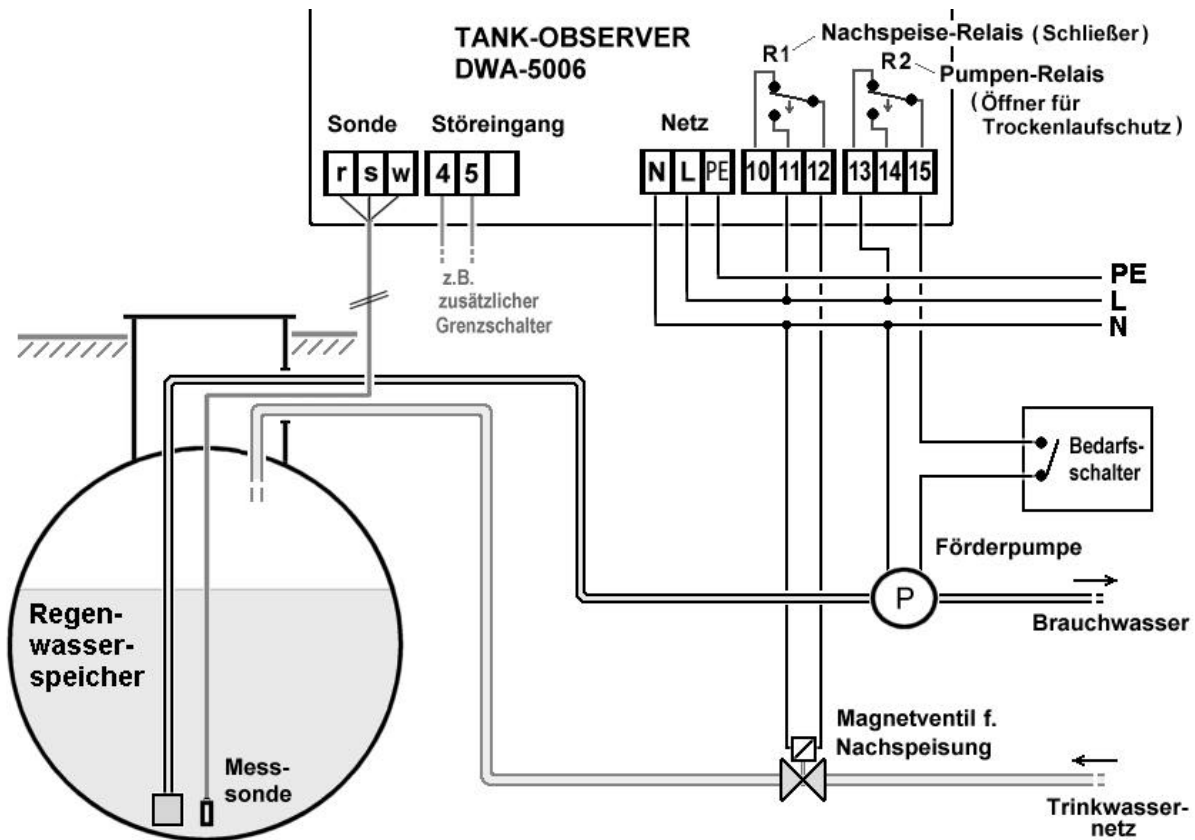 TANK-OBSERVER
DWA-5006
Nachspeise-Relais (Schließer)
R1
R2
Pumpen-Relais
(Öffner für
Trockenlaufschutz)
Sonde
Störeingang
Netz
r s w
4 5
N L PE
10 11 12
13 14 15
z.B.
zusätzlicher
Grenzschalter
PE
L
N
Bedarfs-
schalter
Förderpumpe
P
Brauchwasser
Regen-
wasser-
speicher
Mess-
sonde
Magnetventil f.
Nachspeisung
Trinkwasser-
netz